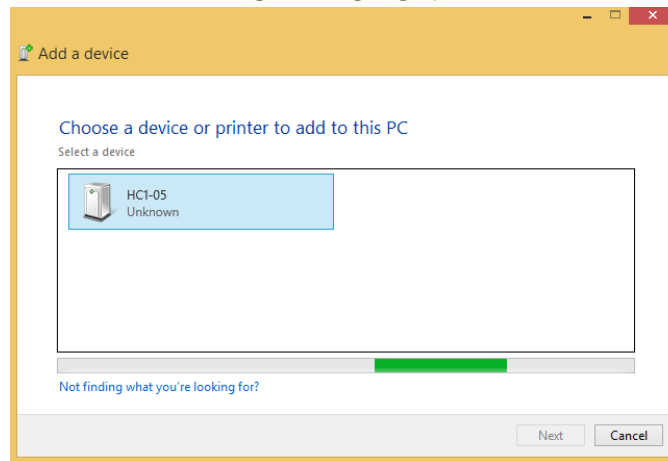 Add a device
Choose a device or printer to add to this PC
Select a device
HC1-05
Unknown
Not finding what you're looking for?
Next Cancel